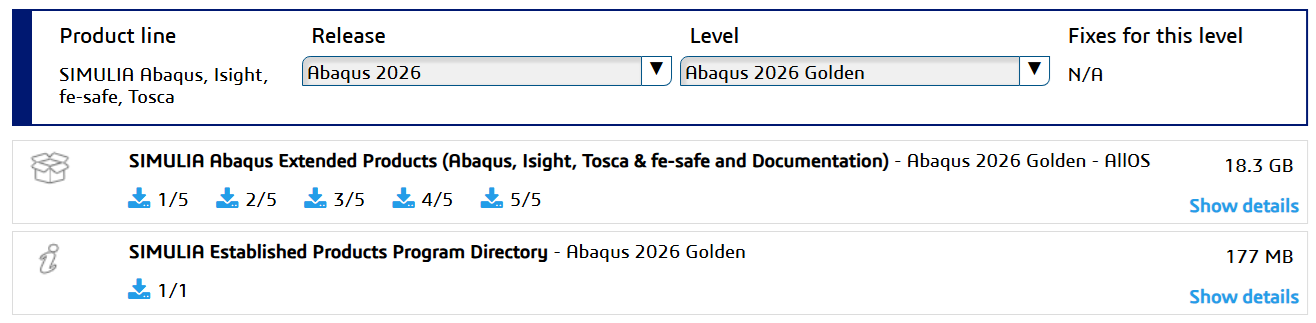 Product line Release Level Fixes for this level
SIMULIA Abaqus, Isight, Abaqus 2026 Abaqus 2026 Golden N/A
fe-safe, Tosca
SIMULIA Abaqus Extended Products (Abaqus, Isight, Tosca & fe-safe and Documentation) - Abaqus 2026 Golden - AllOS 18.3 GB
1/5 2/5 3/5 4/5 5/5 Show details
SIMULIA Established Products Program Directory - Abaqus 2026 Golden 177 MB
1/1 Show details